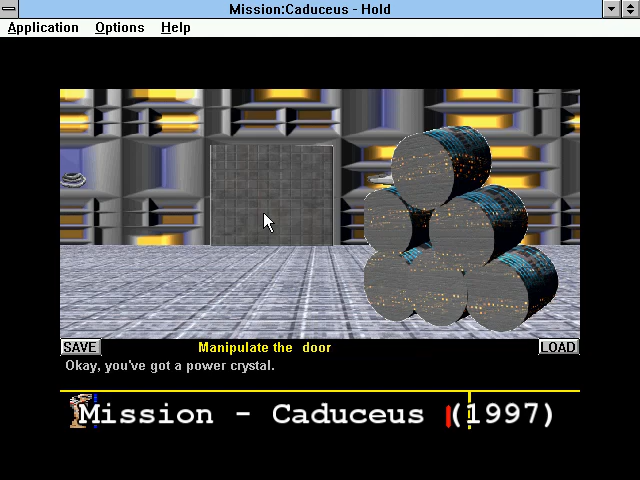 Mission:Caduceus - Hold
Application Options Help
SAVE Manipulate the door LOAD
Okay, you've got a power crystal.
Mission - Caduceus (1997)